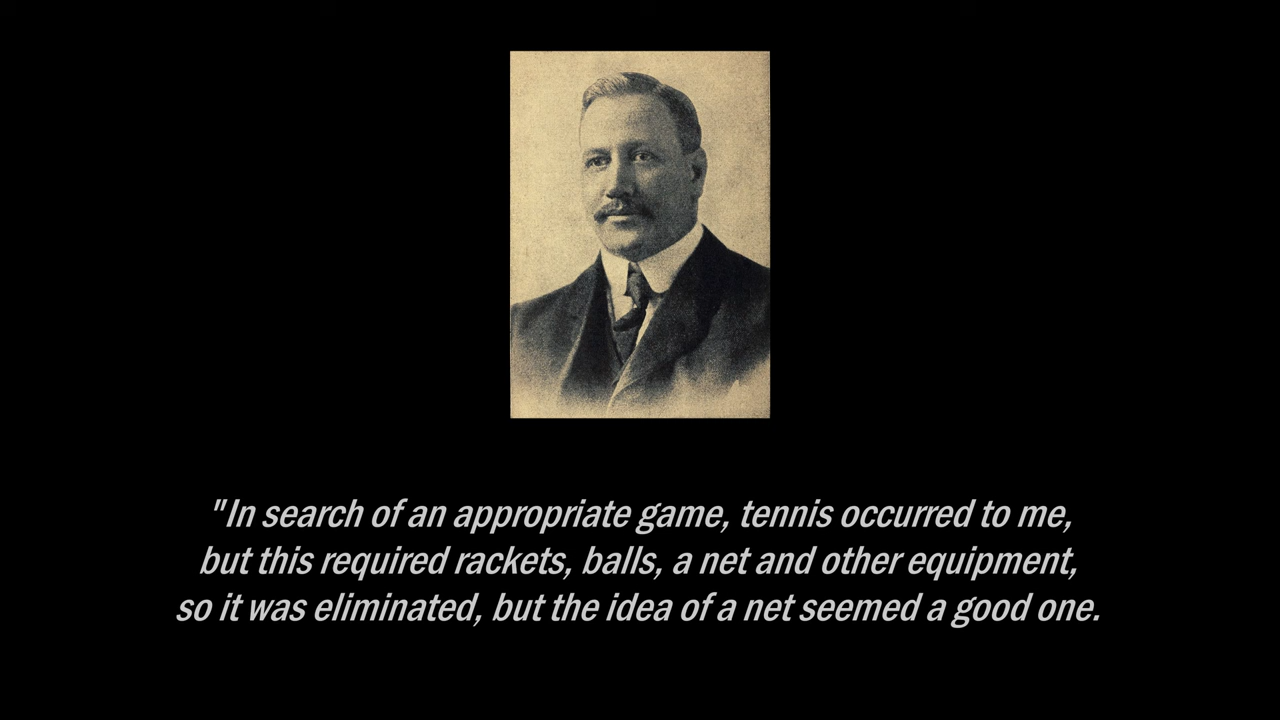 "In search of an appropriate game, tennis occurred to me,
but this required rackets, balls, a net and other equipment,
so it was eliminated, but the idea of a net seemed a good one.